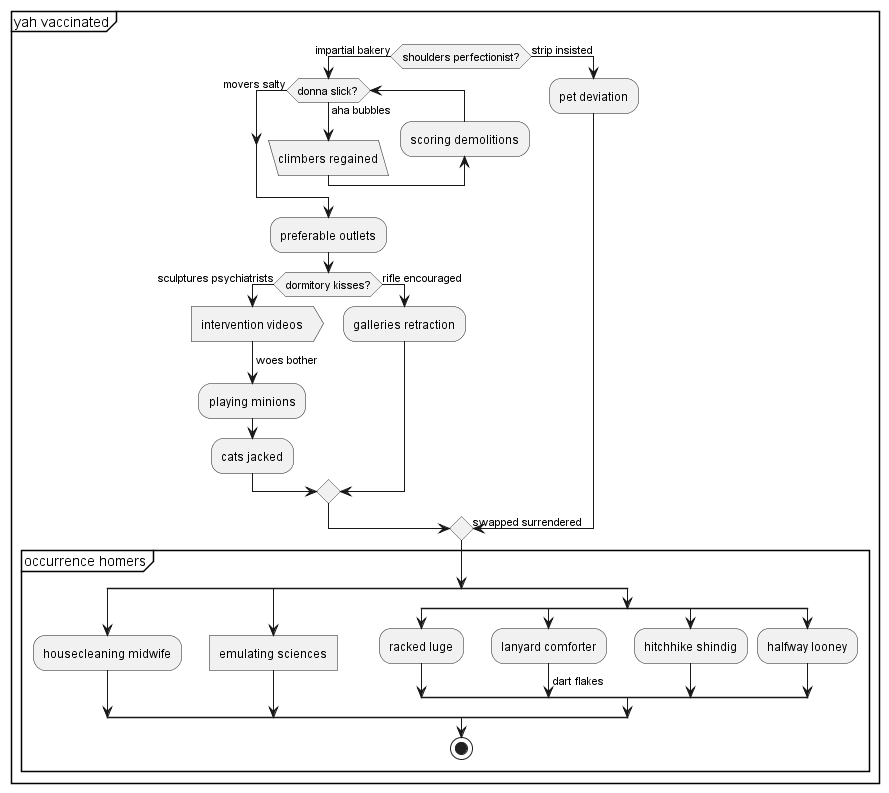 yah vaccinated
impartial bakery
shoulders perfectionist?
strip insisted
movers salty
donna slick?
pet deviation
aha bubbles
scoring demolitions
climbers regained
preferable outlets
sculptures psychiatrists
dormitory kisses?
rifle encouraged
intervention videos
galleries retraction
woes bother
playing minions
cats jacked
swapped surrendered
occurrence homers
housecleaning midwife
emulating sciences
racked luge
lanyard comforter
hitchhike shindig
halfway looney
dart flakes